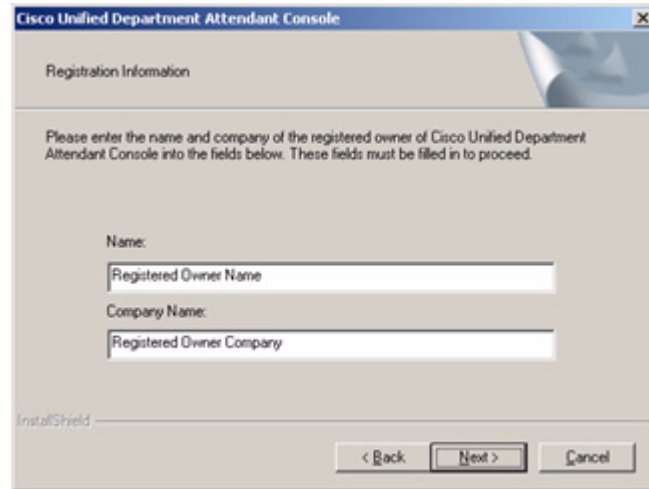 Cisco Unified Department Attendant Console
Registration Information
Please enter the name and company of the registered owner of Cisco Unified Department
Attendant Console into the fields below. These fields must be filled in to proceed.
Name:
Registered Owner Name
Company Name:
Registered Owner Company
InstallShield
< Back
Next >
Cancel